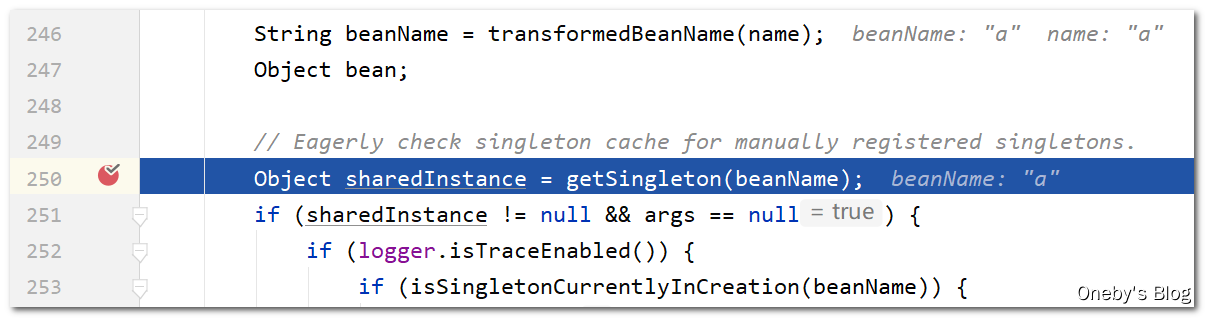 246 String beanName = transformedBeanName(name); beanName: "a" name: "a"
247 Object bean;
248
249 // Eagerly check singleton cache for manually registered singletons.
250 Object sharedInstance = getSingleton(beanName); beanName: "a"
251 if (sharedInstance != null && args == null = true ) {
252 if (logger.isTraceEnabled()) {
253 if (isSingletonCurrentlyInCreation(beanName)) {
Oneby's Blog